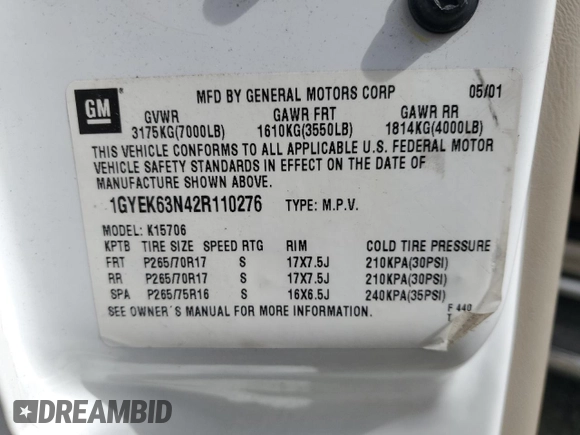 GM
MFD BY GENERAL MOTORS CORP 05/01
GVWR GAWR FRT GAWR RR
3175KG(7000LB) 1610KG(3550LB) 1814KG(4000LB)
THIS VEHICLE CONFORMS TO ALL APPLICABLE U.S. FEDERAL MOTOR
VEHICLE SAFETY STANDARDS IN EFFECT ON THE DATE OF
MANUFACTURE SHOWN ABOVE.
1GYEK63N42R110276 TYPE: M.P.V.
MODEL: K15706
KPTB TIRE SIZE SPEED RTG RIM COLD TIRE PRESSURE
FRT P265/70R17 S 17X7.5J 210KPA(30PSI)
RR P265/70R17 S 17X7.5J 210KPA(30PSI)
SPA P265/75R16 S 16X6.5J 240KPA(35PSI)
SEE OWNER'S MANUAL FOR MORE INFORMATION.
F 440
T
DREAMBID